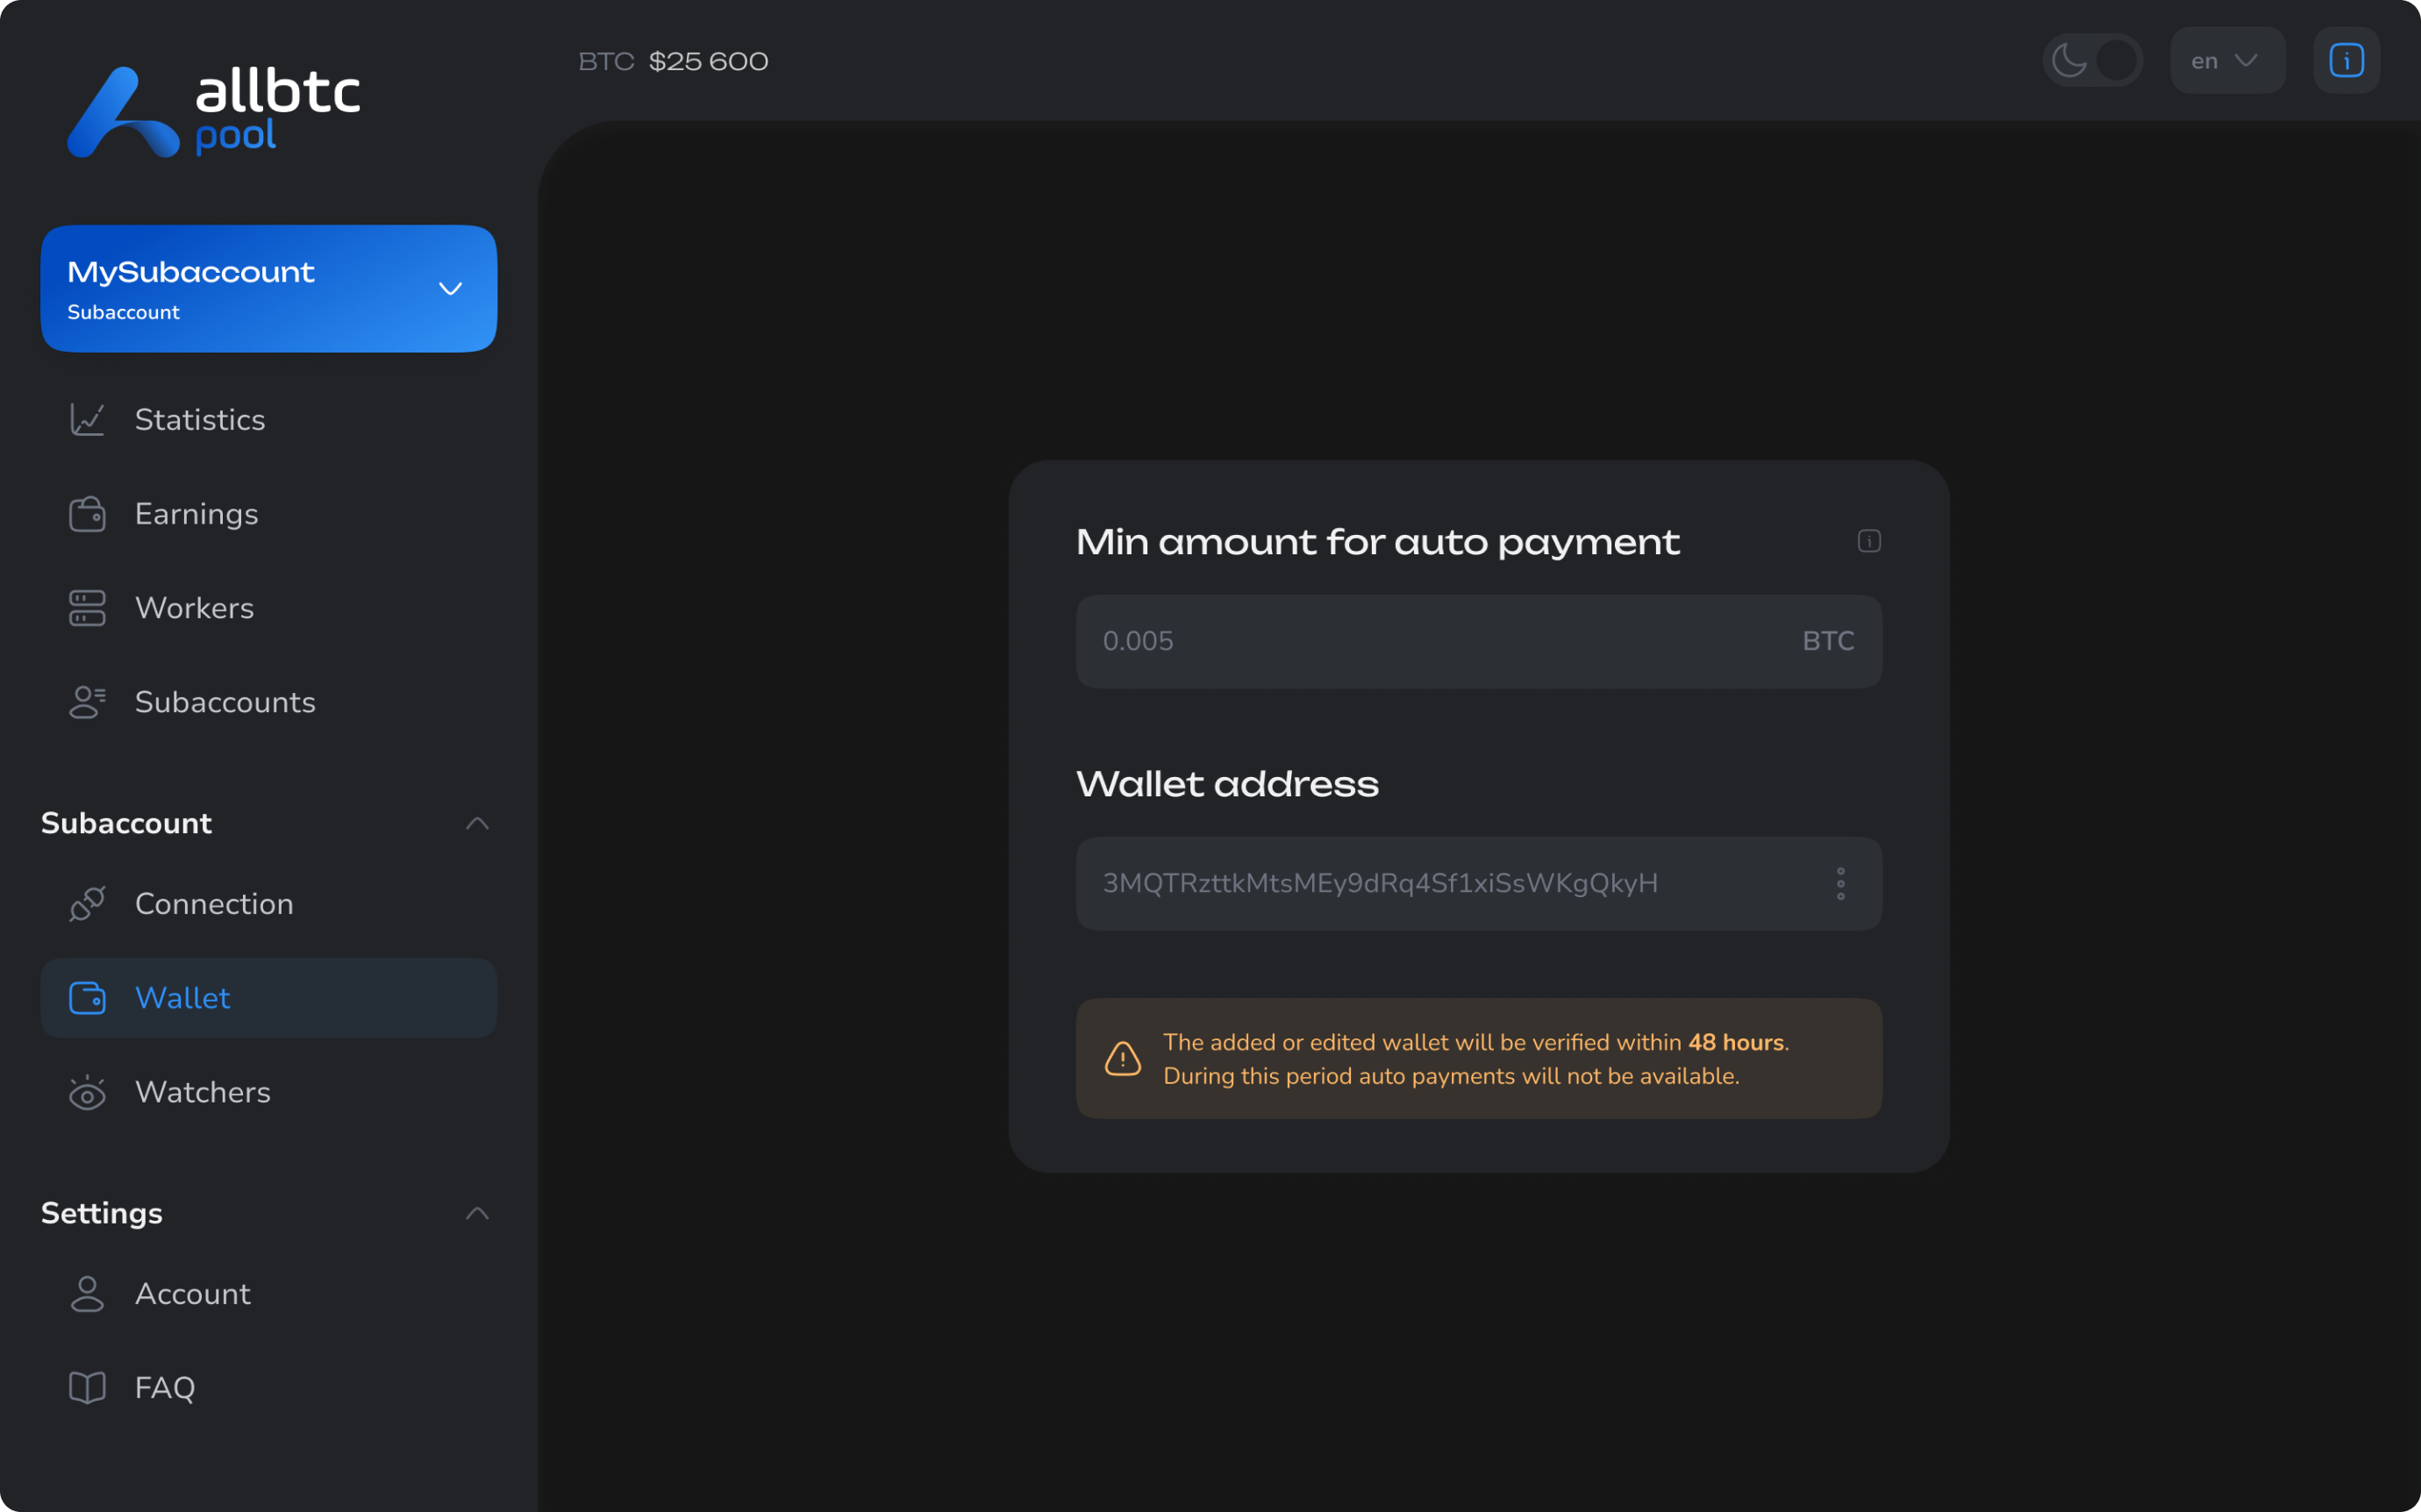 allbtc
pool
BTC $25 600
en
MySubaccount
Subaccount
Statistics
Earnings
Workers
Subaccounts
Subaccount
Connection
Wallet
Watchers
Settings
Account
FAQ
Min amount for auto payment
0.005 BTC
Wallet address
3MQTRzttkMtsMEy9dRq4Sf1xiSsWKgQkyH
The added or edited wallet will be verified within 48 hours.
During this period auto payments will not be available.